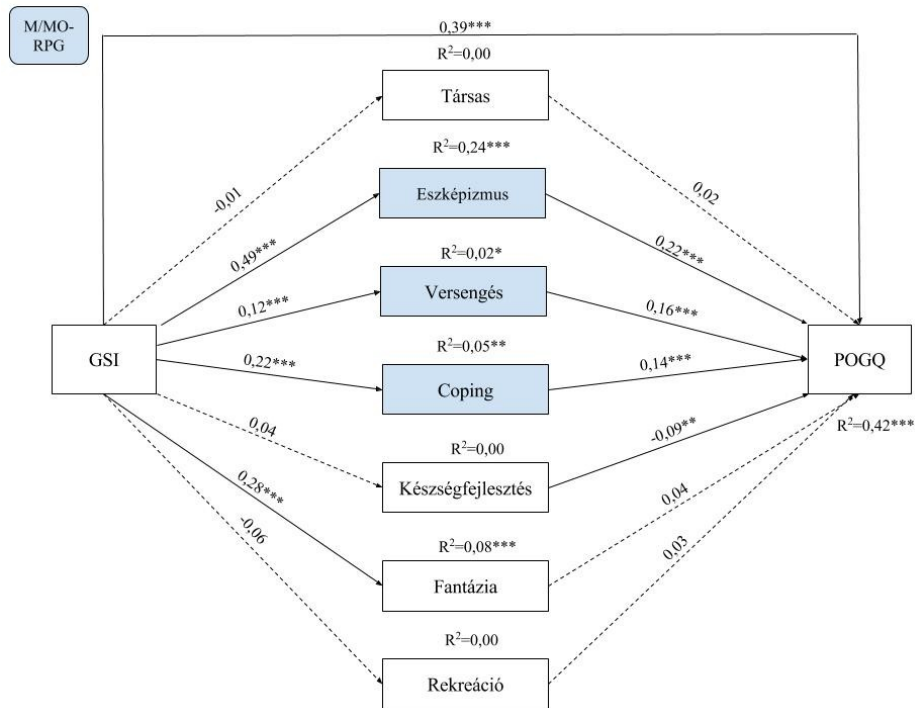 M/MO-
RPG
0,39***
R²=0,00
Társas
R²=0,24***
-0,01
Eszképizmus
0,02
0,49***
R²=0,02*
0,22***
Versengés
0,12***
0,16***
R²=0,05**
GSI
0,22***
Coping
0,14***
POGQ
0,04
R²=0,00
-0,09**
R²=0,42***
Készségfejlesztés
0,28***
0,04
-0,06
R²=0,08***
0,03
Fantázia
R²=0,00
Rekreáció